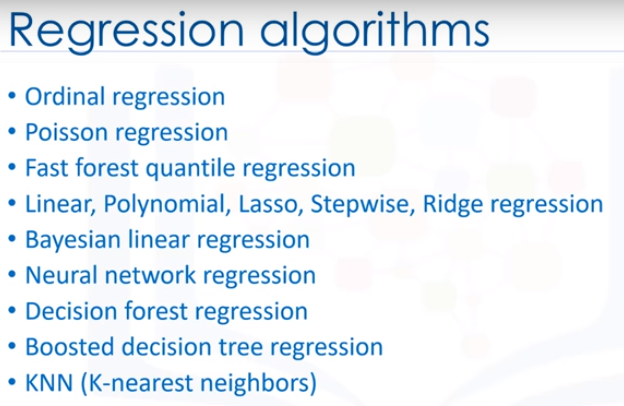 Regression algorithms
• Ordinal regression
• Poisson regression
• Fast forest quantile regression
• Linear, Polynomial, Lasso, Stepwise, Ridge regression
• Bayesian linear regression
• Neural network regression
• Decision forest regression
• Boosted decision tree regression
• KNN (K-nearest neighbors)